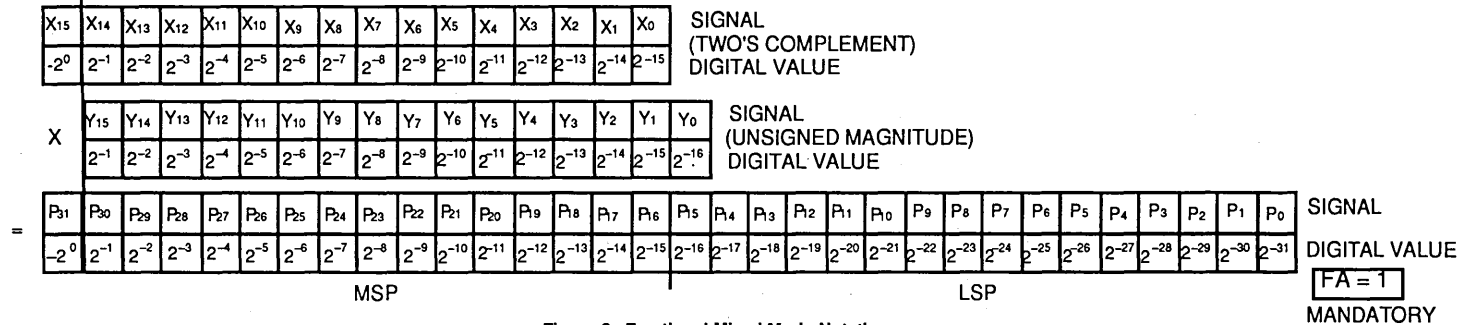 X15 X14 X13 X12 X11 X10 X9 X8 X7 X6 X5 X4 X3 X2 X1 X0 SIGNAL
(TWO'S COMPLEMENT)
-2⁰ 2⁻¹ 2⁻² 2⁻³ 2⁻⁴ 2⁻⁵ 2⁻⁶ 2⁻⁷ 2⁻⁸ 2⁻⁹ 2⁻¹⁰ 2⁻¹¹ 2⁻¹² 2⁻¹³ 2⁻¹⁴ 2⁻¹⁵ DIGITAL VALUE
X Y15 Y14 Y13 Y12 Y11 Y10 Y9 Y8 Y7 Y6 Y5 Y4 Y3 Y2 Y1 Y0 SIGNAL
(UNSIGNED MAGNITUDE)
2⁻¹ 2⁻² 2⁻³ 2⁻⁴ 2⁻⁵ 2⁻⁶ 2⁻⁷ 2⁻⁸ 2⁻⁹ 2⁻¹⁰ 2⁻¹¹ 2⁻¹² 2⁻¹³ 2⁻¹⁴ 2⁻¹⁵ 2⁻¹⁶ DIGITAL VALUE
= P31 P30 P29 P28 P27 P26 P25 P24 P23 P22 P21 P20 P19 P18 P17 P16 P15 P14 P13 P12 P11 P10 P9 P8 P7 P6 P5 P4 P3 P2 P1 P0 SIGNAL
-2⁰ 2⁻¹ 2⁻² 2⁻³ 2⁻⁴ 2⁻⁵ 2⁻⁶ 2⁻⁷ 2⁻⁸ 2⁻⁹ 2⁻¹⁰ 2⁻¹¹ 2⁻¹² 2⁻¹³ 2⁻¹⁴ 2⁻¹⁵ 2⁻¹⁶ 2⁻¹⁷ 2⁻¹⁸ 2⁻¹⁹ 2⁻²⁰ 2⁻²¹ 2⁻²² 2⁻²³ 2⁻²⁴ 2⁻²⁵ 2⁻²⁶ 2⁻²⁷ 2⁻²⁸ 2⁻²⁹ 2⁻³⁰ 2⁻³¹ DIGITAL VALUE
MSP LSP FA = 1
MANDATORY